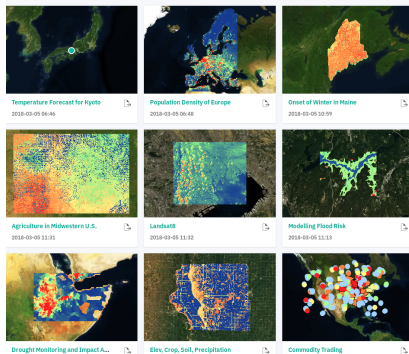 Temperature Forecast for Kyoto
2018-03-05 06:46
Population Density of Europe
2018-03-05 06:48
Onset of Winter in Maine
2018-03-05 10:59
Agriculture in Midwestern U.S.
2018-03-05 11:31
Landsat8
2018-03-05 11:32
Modelling Flood Risk
2018-03-05 11:13
Drought Monitoring and Impact A...
Elev, Crop, Soil, Precipitation
Commodity Trading